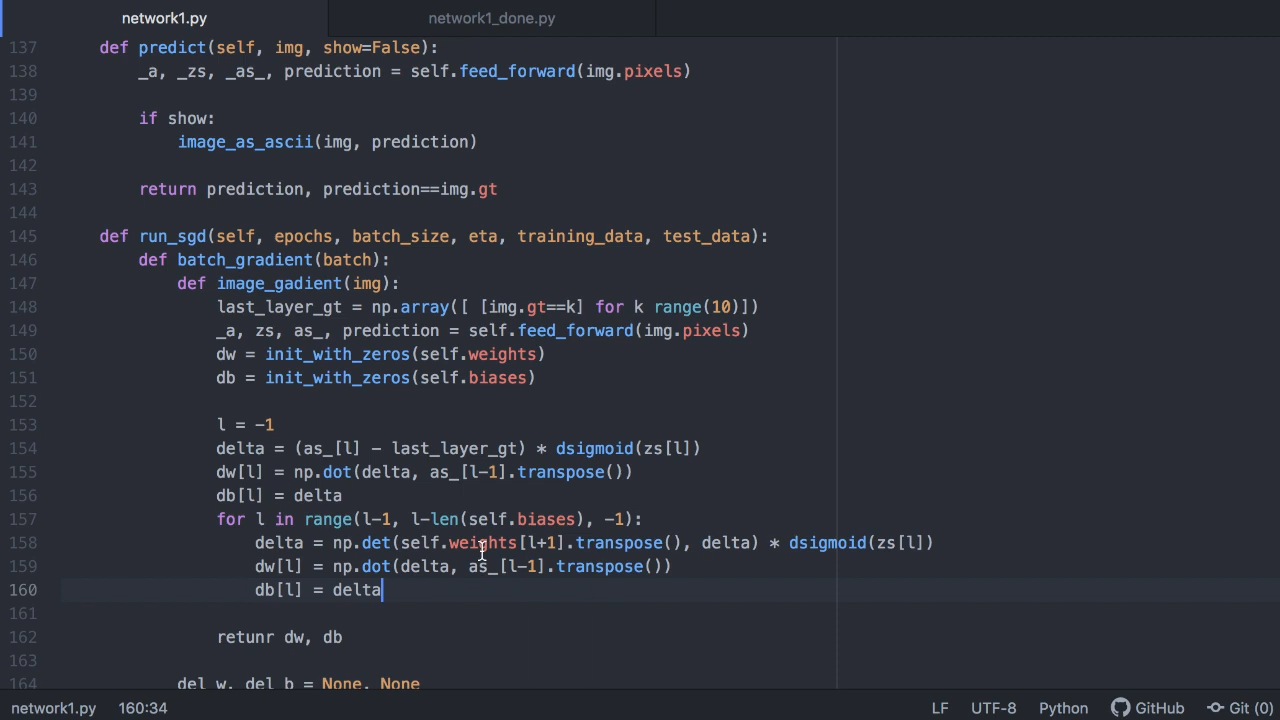 network1.py network1_done.py
137 def predict(self, img, show=False):
138 _a, _zs, _as_, prediction = self.feed_forward(img.pixels)
139
140 if show:
141 image_as_ascii(img, prediction)
142
143 return prediction, prediction==img.gt
144
145 def run_sgd(self, epochs, batch_size, eta, training_data, test_data):
146 def batch_gradient(batch):
147 def image_gadient(img):
148 last_layer_gt = np.array([ [img.gt==k] for k range(10)])
149 _a, zs, as_, prediction = self.feed_forward(img.pixels)
150 dw = init_with_zeros(self.weights)
151 db = init_with_zeros(self.biases)
152
153 l = -1
154 delta = (as_[l] - last_layer_gt) * dsigmoid(zs[l])
155 dw[l] = np.dot(delta, as_[l-1].transpose())
156 db[l] = delta
157 for l in range(l-1, l-len(self.biases), -1):
158 delta = np.det(self.weights[l+1].transpose(), delta) * dsigmoid(zs[l])
159 dw[l] = np.dot(delta, as_[l-1].transpose())
160 db[l] = delta
161
162 retunr dw, db
163
164 del_w, del_b = None, None
network1.py 160:34 LF UTF-8 Python GitHub Git (0)